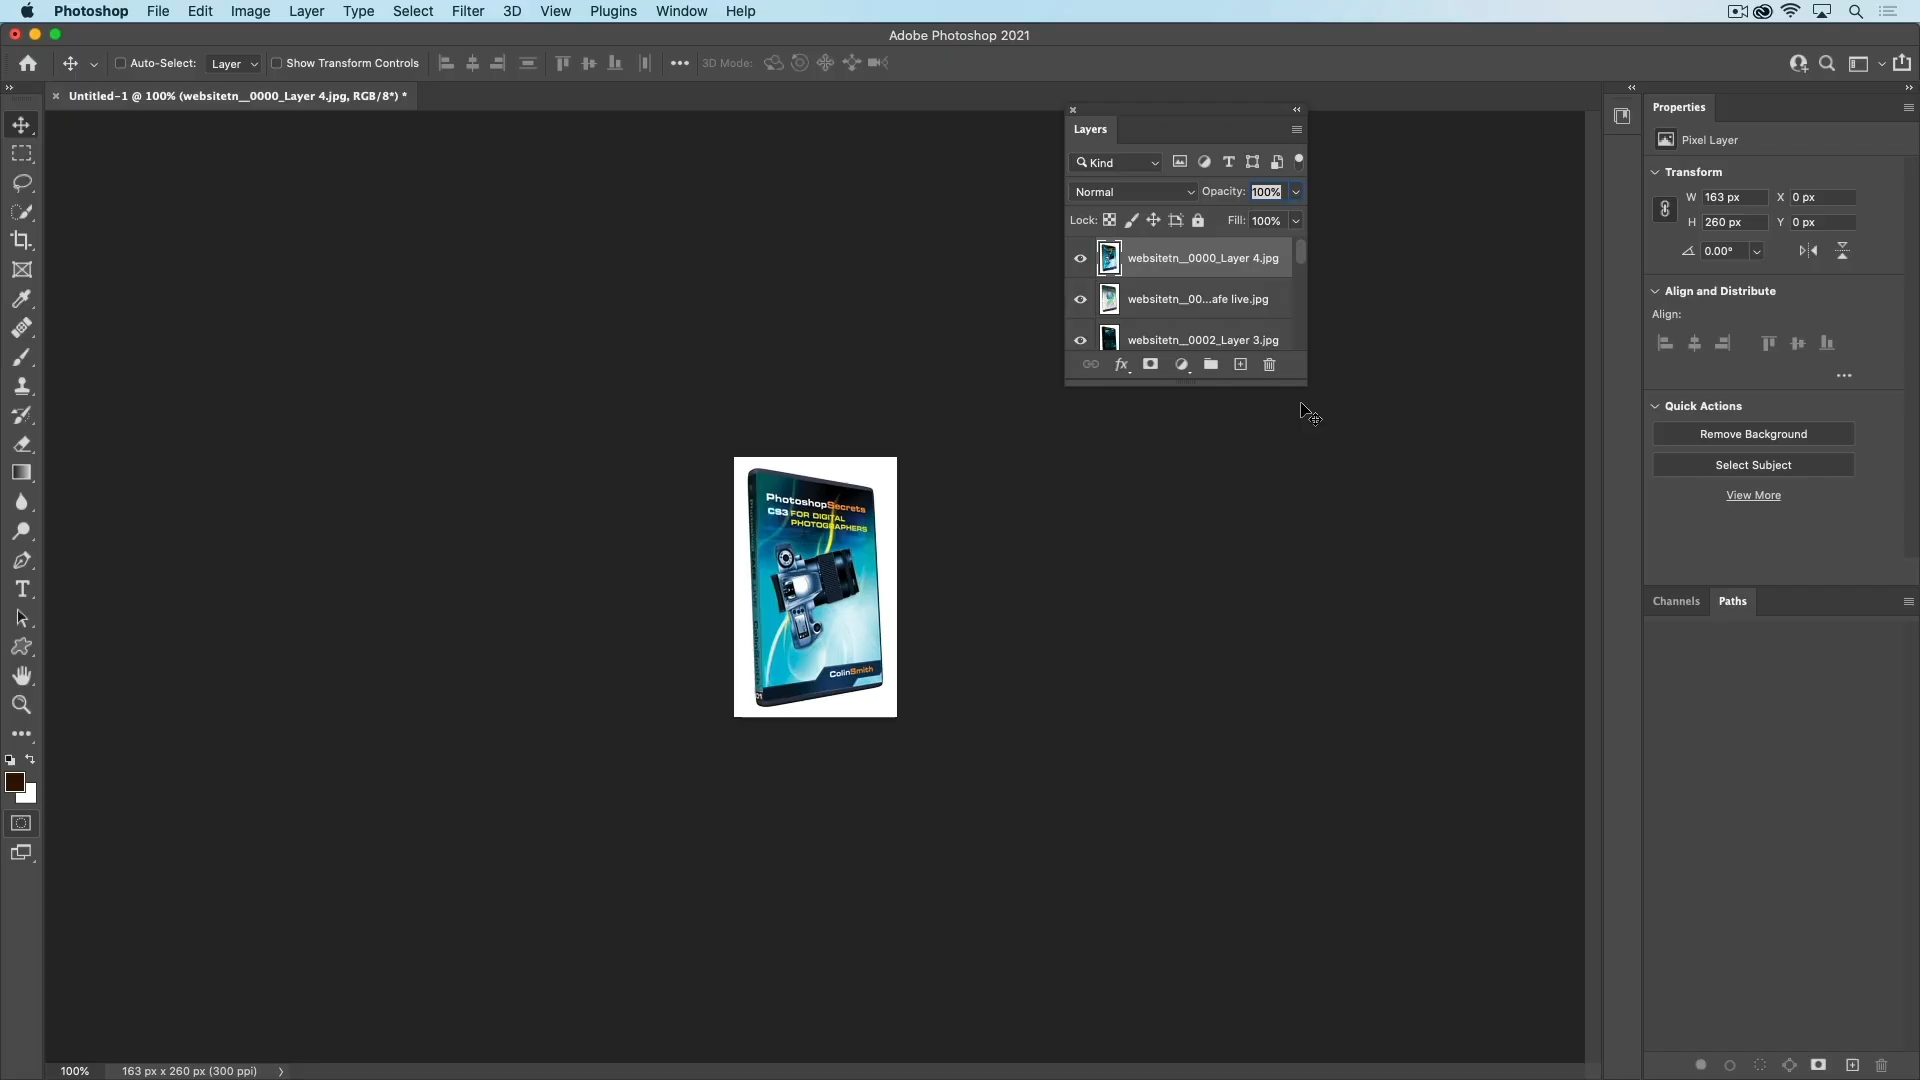 Photoshop File Edit Image Layer Type Select Filter 3D View Plugins Window Help
Adobe Photoshop 2021
Auto-Select: Layer Show Transform Controls 3D Mode:
Untitled-1 @ 100% (websitetn__0000_Layer 4.jpg, RGB/8*) *
Layers
Kind
Normal Opacity: 100%
Lock: Fill: 100%
websitetn__0000_Layer 4.jpg
websitetn__00...afe live.jpg
websitetn__0002_Layer 3.jpg
fx
PhotoshopSecrets
CS3 FOR DIGITAL
PHOTOGRAPHERS
ColinSmith
Properties
Pixel Layer
Transform
W 163 px X 0 px
H 260 px Y 0 px
0.00°
Align and Distribute
Align:
Quick Actions
Remove Background
Select Subject
View More
Channels Paths
100% 163 px x 260 px (300 ppi)